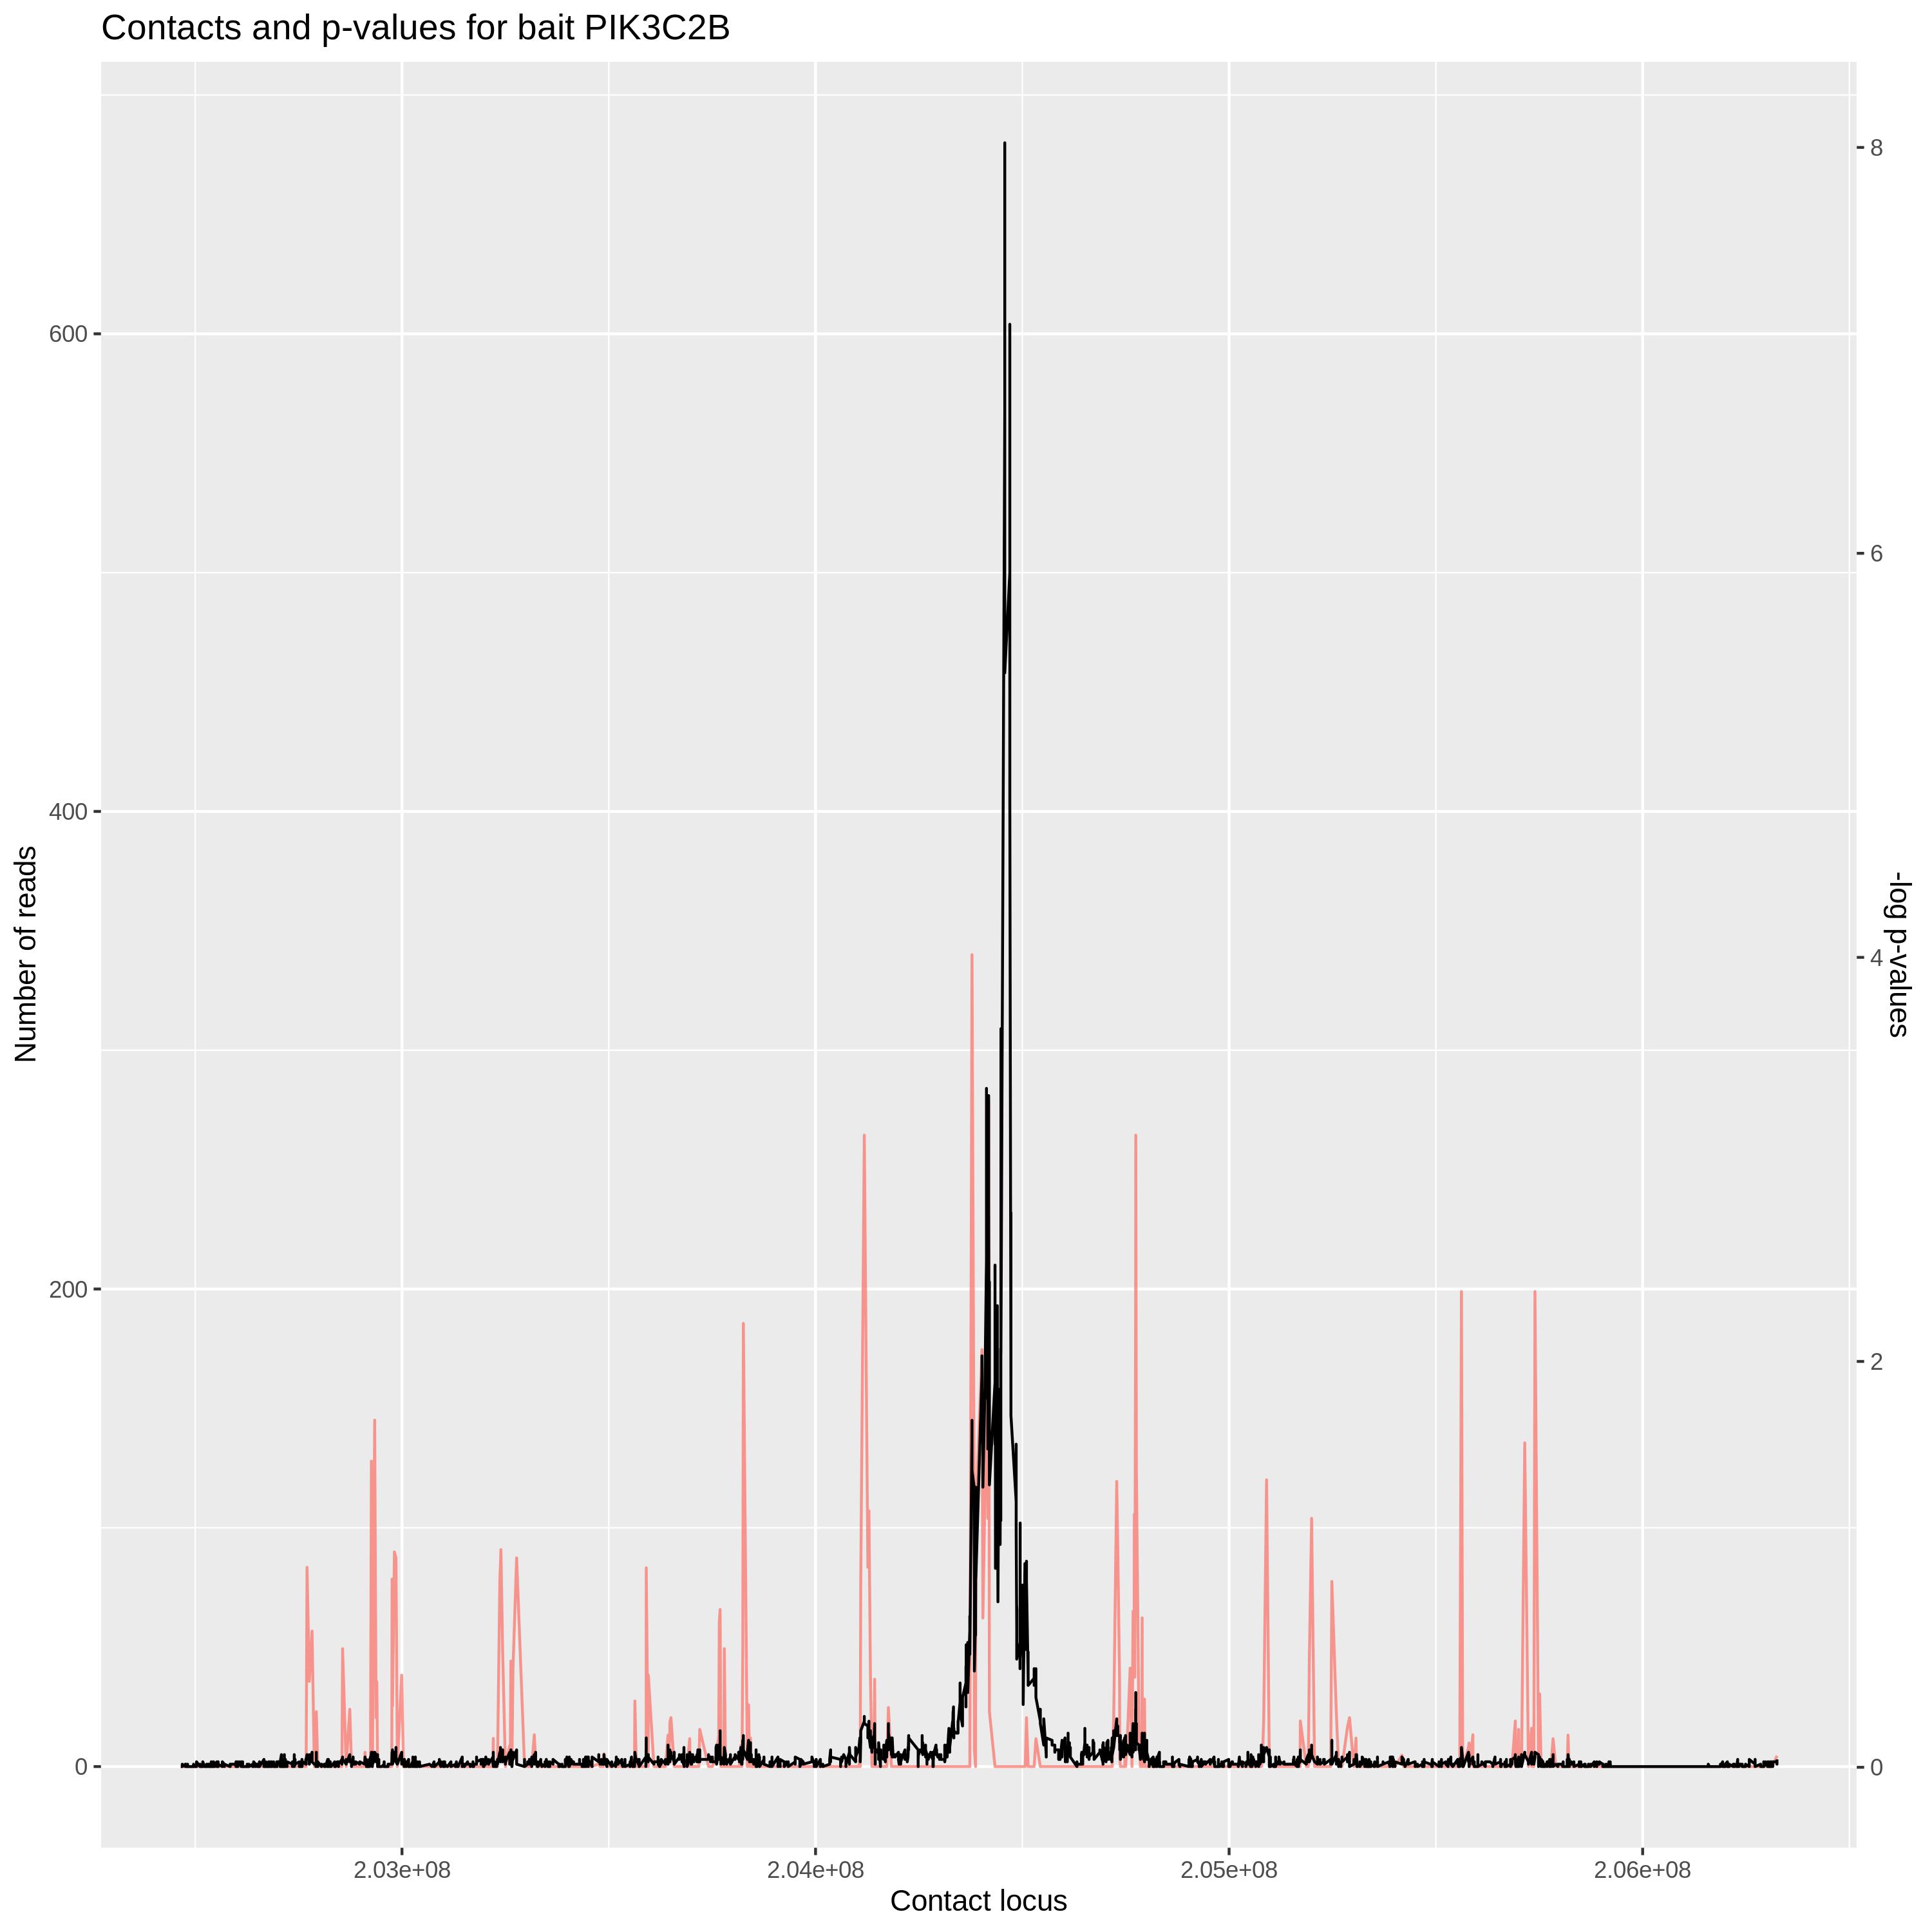 Contacts and p-values for bait PIK3C2B
Number of reads
600
400
200
0
8
6
4
2
0
-log p-values
2.03e+08
2.04e+08
2.05e+08
2.06e+08
Contact locus